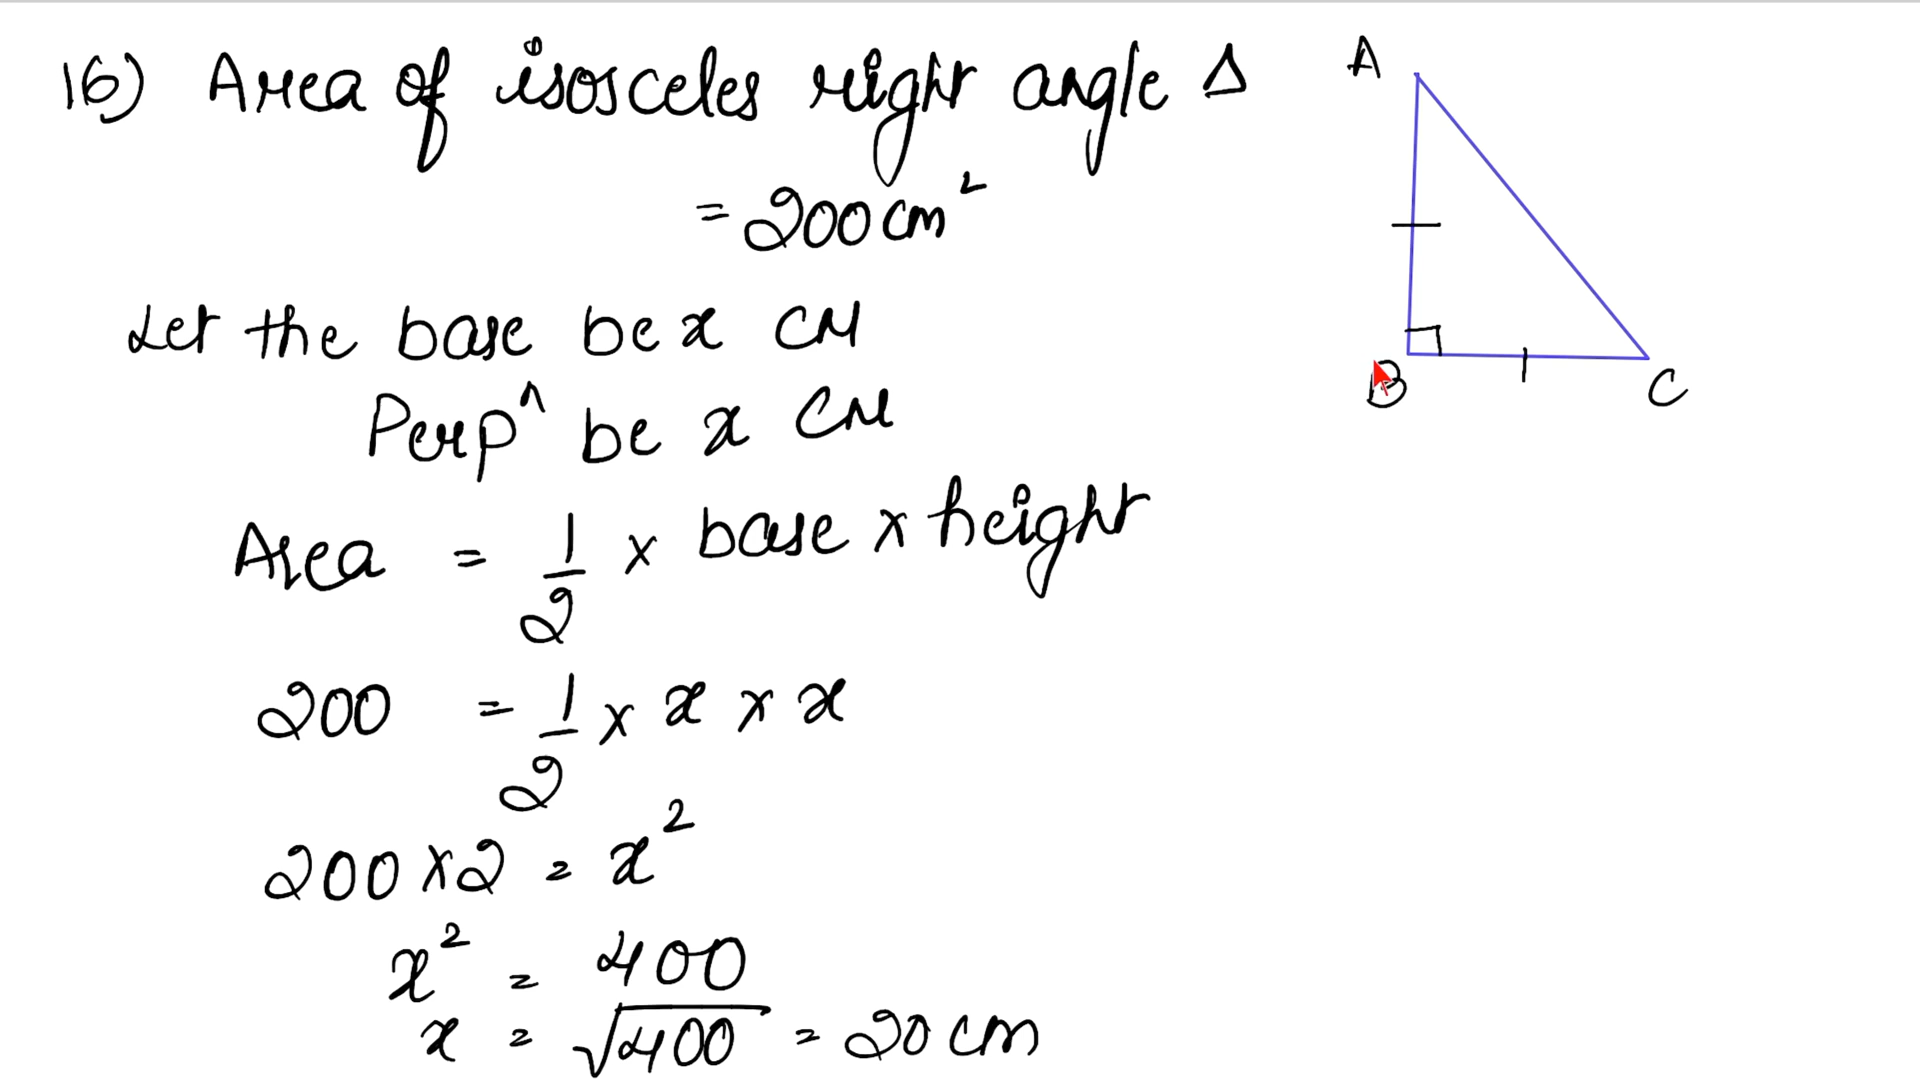 16) Area of isosceles right angle Δ
= 200 cm²
Let the base be x cm
Perpⁿ be x cm
Area = 1/2 × base × height
200 = 1/2 × x × x
200 × 2 = x²
x² = 400
x = √400 = 20 cm
A
B
C